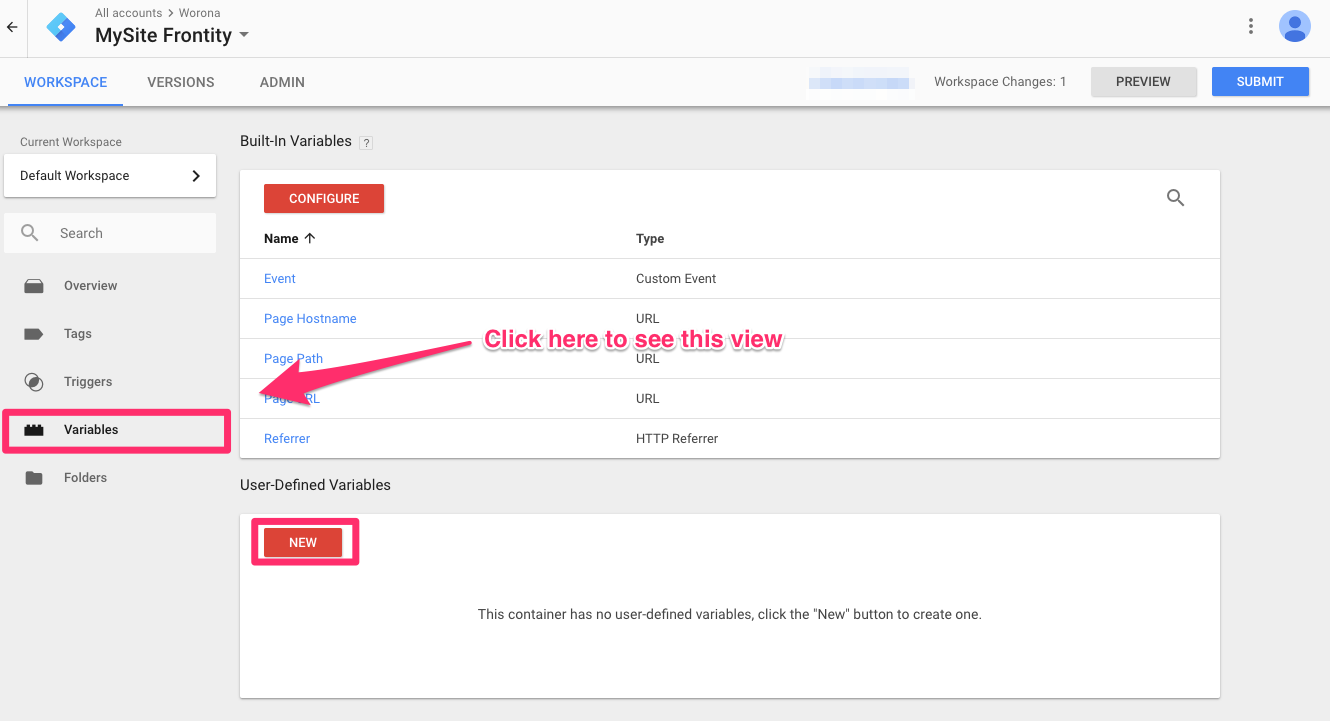 All accounts > Worona
MySite Frontity
WORKSPACE VERSIONS ADMIN
Workspace Changes: 1 PREVIEW SUBMIT
Current Workspace
Default Workspace
Search
Overview
Tags
Triggers
Variables
Folders
Built-In Variables ?
CONFIGURE
Name Type
Event Custom Event
Page Hostname URL
Click here to see this view
Page Path URL
Page URL URL
Referrer HTTP Referrer
User-Defined Variables
NEW
This container has no user-defined variables, click the "New" button to create one.